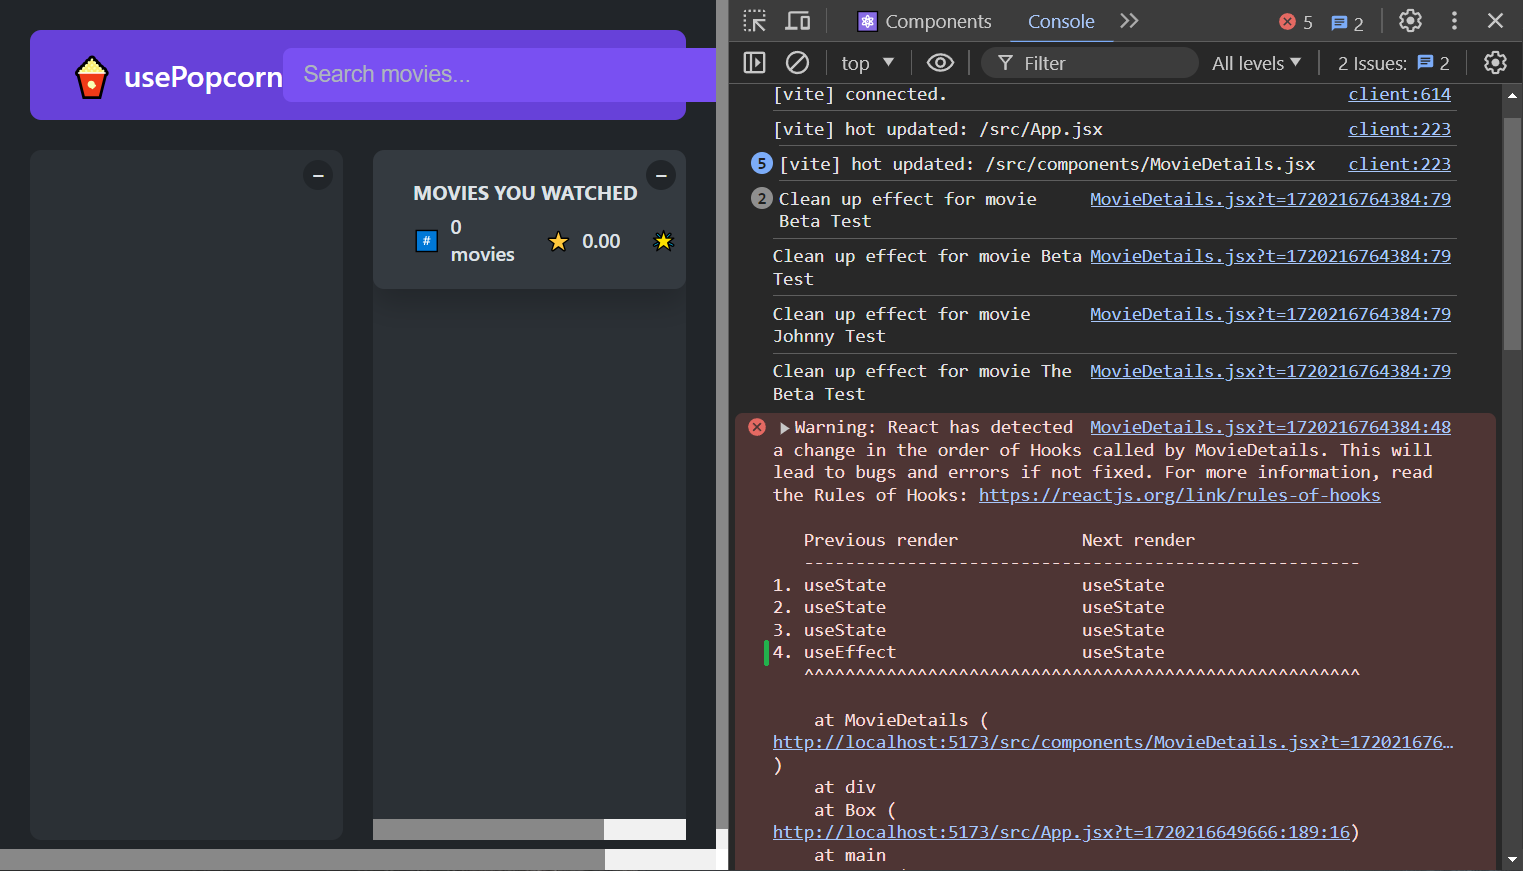 usePopcorn
Search movies...
MOVIES YOU WATCHED
#
0
movies
0.00
Components
Console
5
2
top
Filter
All levels
2 Issues:
2
[vite] connected.
client:614
[vite] hot updated: /src/App.jsx
client:223
5
[vite] hot updated: /src/components/MovieDetails.jsx
client:223
2
Clean up effect for movie
MovieDetails.jsx?t=1720216764384:79
Beta Test
Clean up effect for movie Beta
MovieDetails.jsx?t=1720216764384:79
Test
Clean up effect for movie
MovieDetails.jsx?t=1720216764384:79
Johnny Test
Clean up effect for movie The
MovieDetails.jsx?t=1720216764384:79
Beta Test
Warning: React has detected
MovieDetails.jsx?t=1720216764384:48
a change in the order of Hooks called by MovieDetails. This will
lead to bugs and errors if not fixed. For more information, read
the Rules of Hooks: https://reactjs.org/link/rules-of-hooks
Previous render Next render
------------------------------------------------------
1. useState useState
2. useState useState
3. useState useState
4. useEffect useState
^^^^^^^^^^^^^^^^^^^^^^^^^^^^^^^^^^^^^^^^^^^^^^^^^^^^^^
at MovieDetails (
http://localhost:5173/src/components/MovieDetails.jsx?t=172021676…
)
at div
at Box (
http://localhost:5173/src/App.jsx?t=1720216649666:189:16)
at main